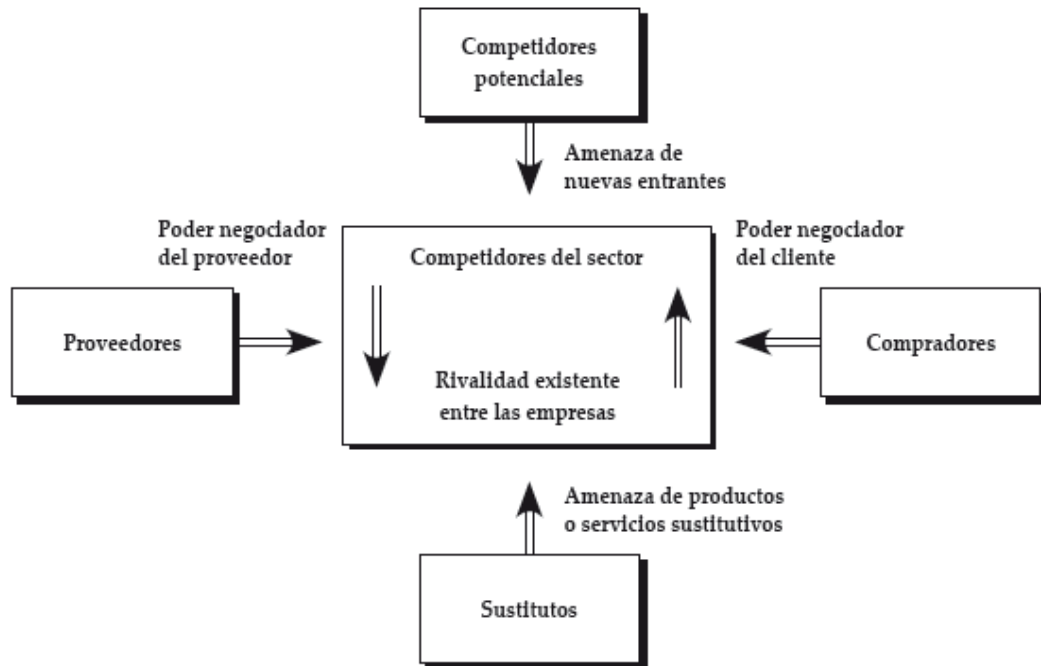 Competidores
potenciales
Amenaza de
nuevas entrantes
Poder negociador
del proveedor
Competidores del sector
Poder negociador
del cliente
Proveedores
Compradores
Rivalidad existente
entre las empresas
Amenaza de productos
o servicios sustitutivos
Sustitutos